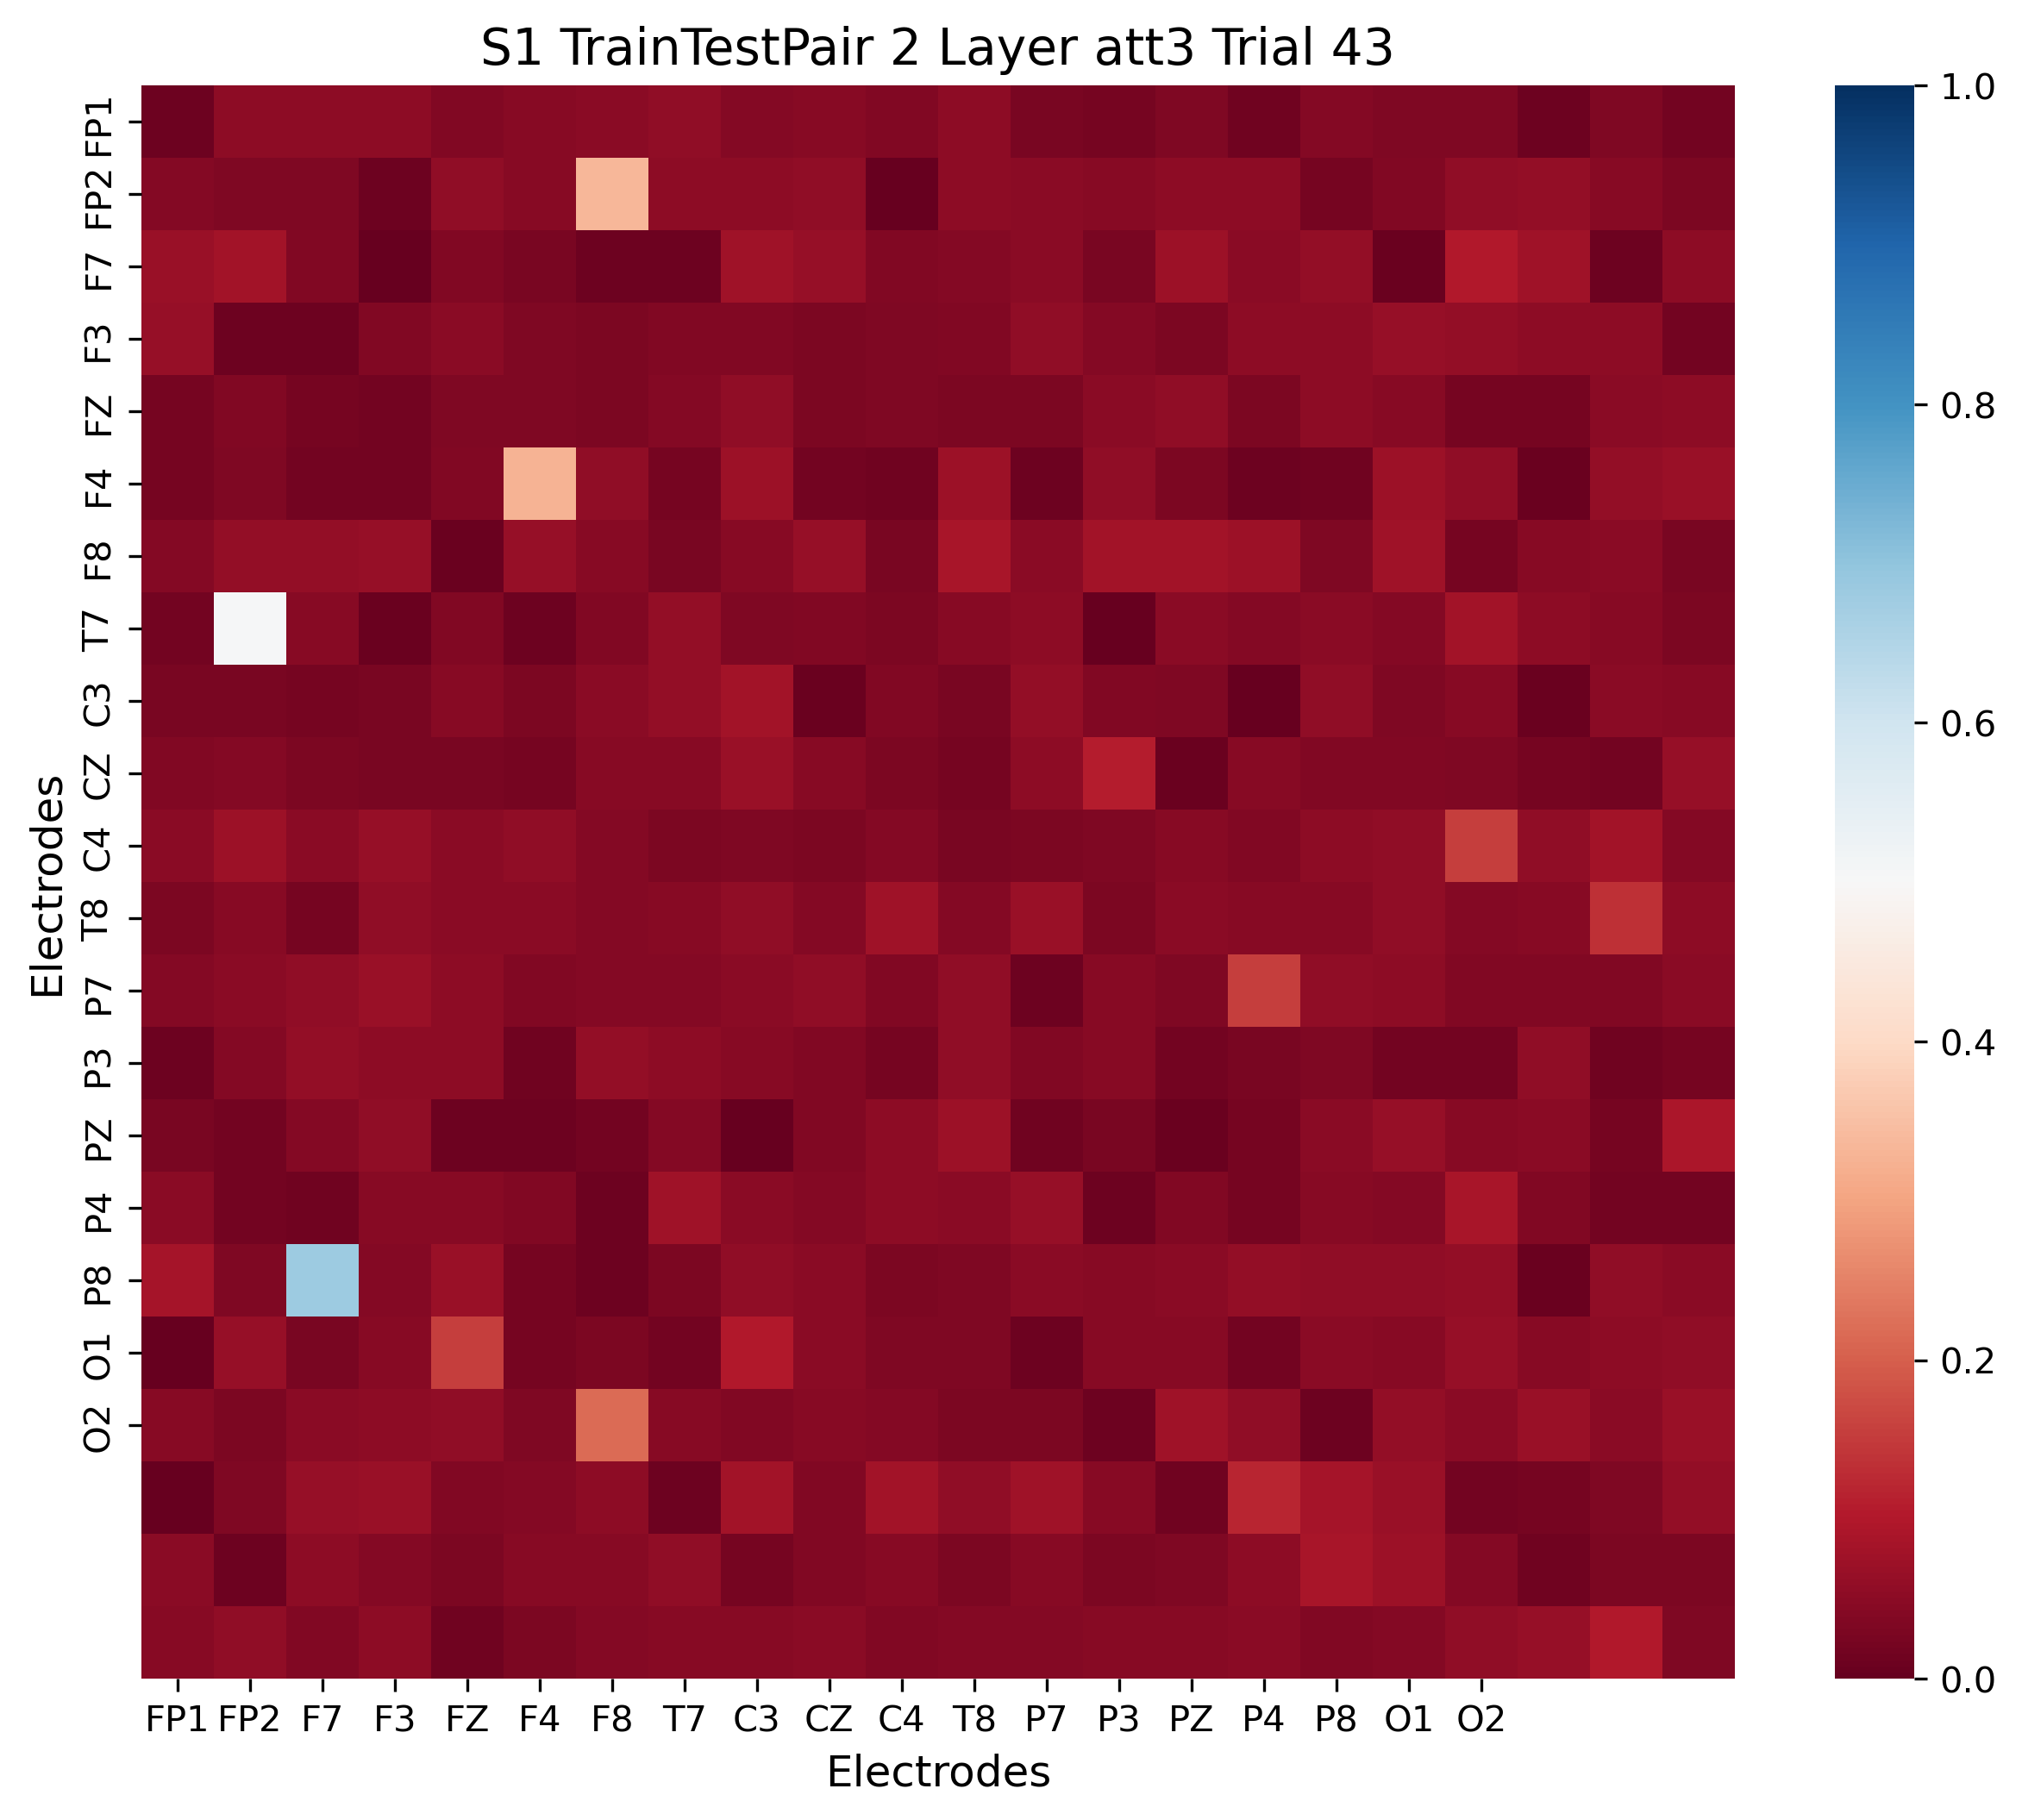 S1 TrainTestPair 2 Layer att3 Trial 43
Electrodes
FP1
FP2
F7
F3
FZ
F4
F8
T7
C3
CZ
C4
T8
P7
P3
PZ
P4
P8
O1
O2
FP1 FP2 F7 F3 FZ F4 F8 T7 C3 CZ C4 T8 P7 P3 PZ P4 P8 O1 O2
Electrodes
1.0
0.8
0.6
0.4
0.2
0.0